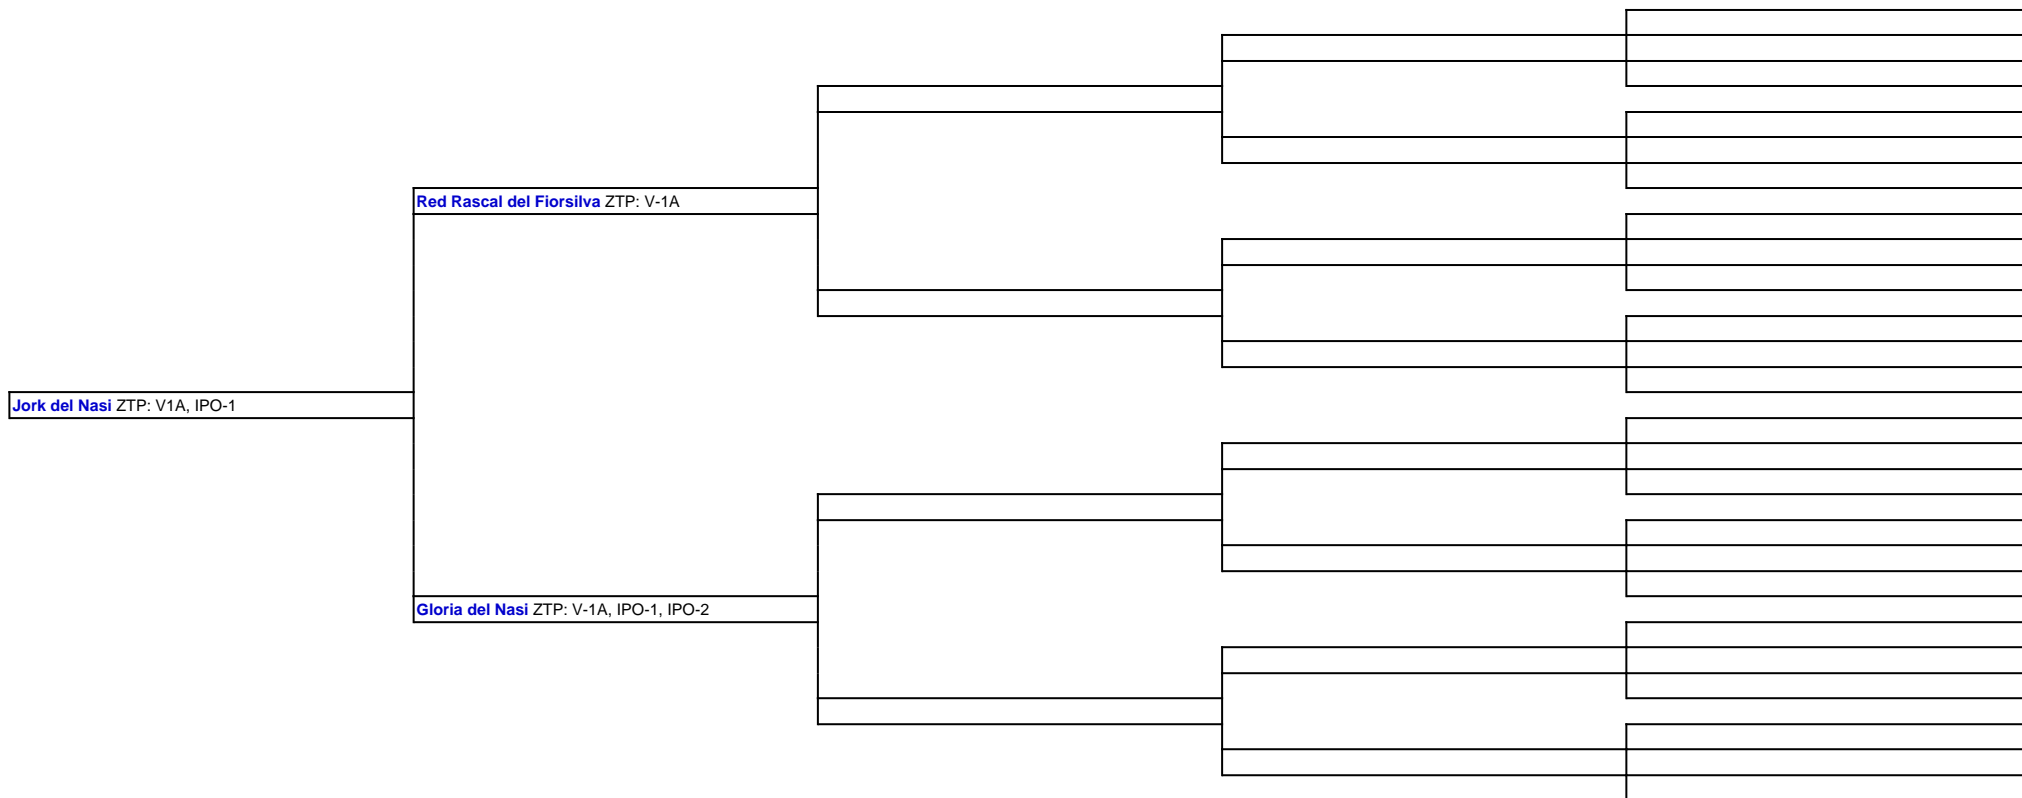 Red Rascal del Fiorsilva ZTP: V-1A
Jork del Nasi ZTP: V1A, IPO-1
Gloria del Nasi ZTP: V-1A, IPO-1, IPO-2